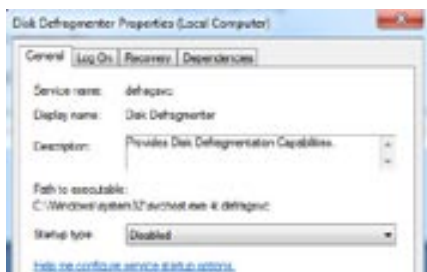 Disk Defragmenter Properties (Local Computer)
General Log On Recovery Dependencies
Service name: defragsvc
Display name: Disk Defragmenter
Description: Provides Disk Defragmentation Capabilities.
Path to executable:
C:\Windows\system32\svchost.exe -k defragsvc
Startup type: Disabled
Help me configure service startup options.